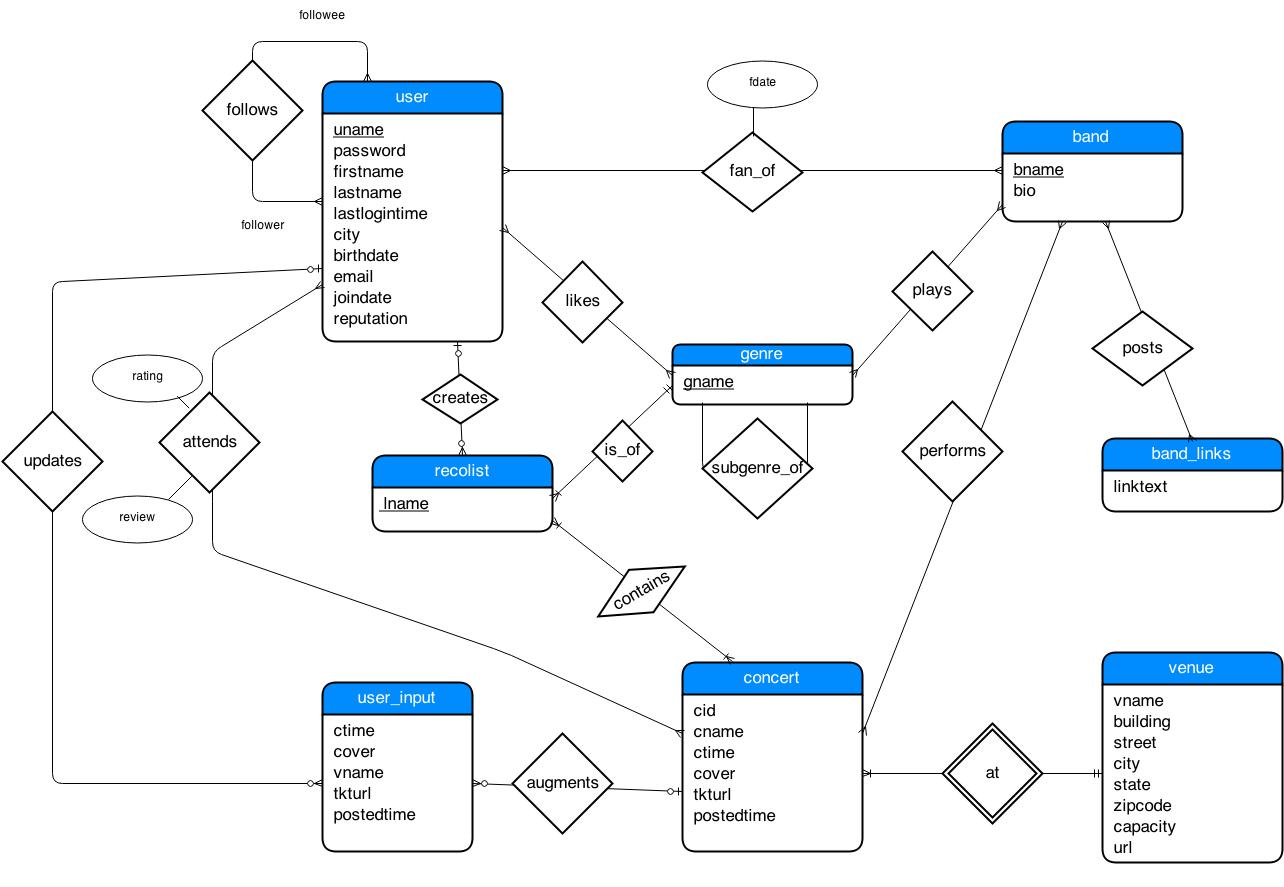 followee
follows
follower
user
uname
password
firstname
lastname
lastlogintime
city
birthdate
email
joindate
reputation
fdate
fan_of
band
bname
bio
likes
plays
genre
gname
subgenre_of
is_of
creates
recolist
lname
performs
posts
band_links
linktext
rating
attends
review
updates
contains
user_input
ctime
cover
vname
tkturl
postedtime
augments
concert
cid
cname
ctime
cover
tkturl
postedtime
at
venue
vname
building
street
city
state
zipcode
capacity
url